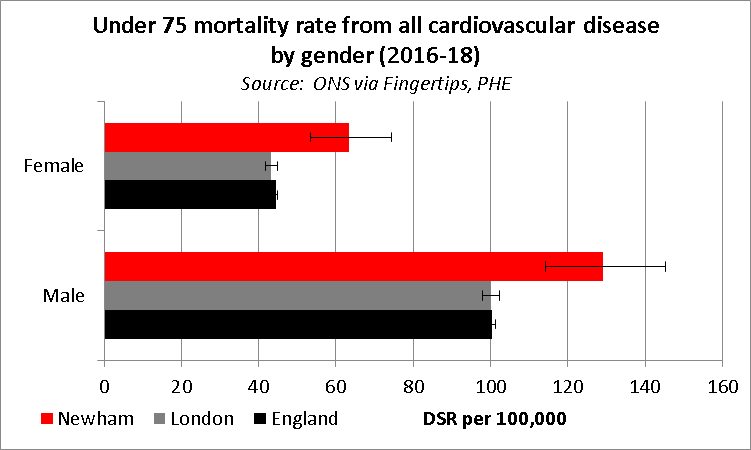 Under 75 mortality rate from all cardiovascular disease
by gender (2016-18)
Source:  ONS via Fingertips, PHE
Female
Male
0 20 40 60 80 100 120 140 160
Newham London England DSR per 100,000